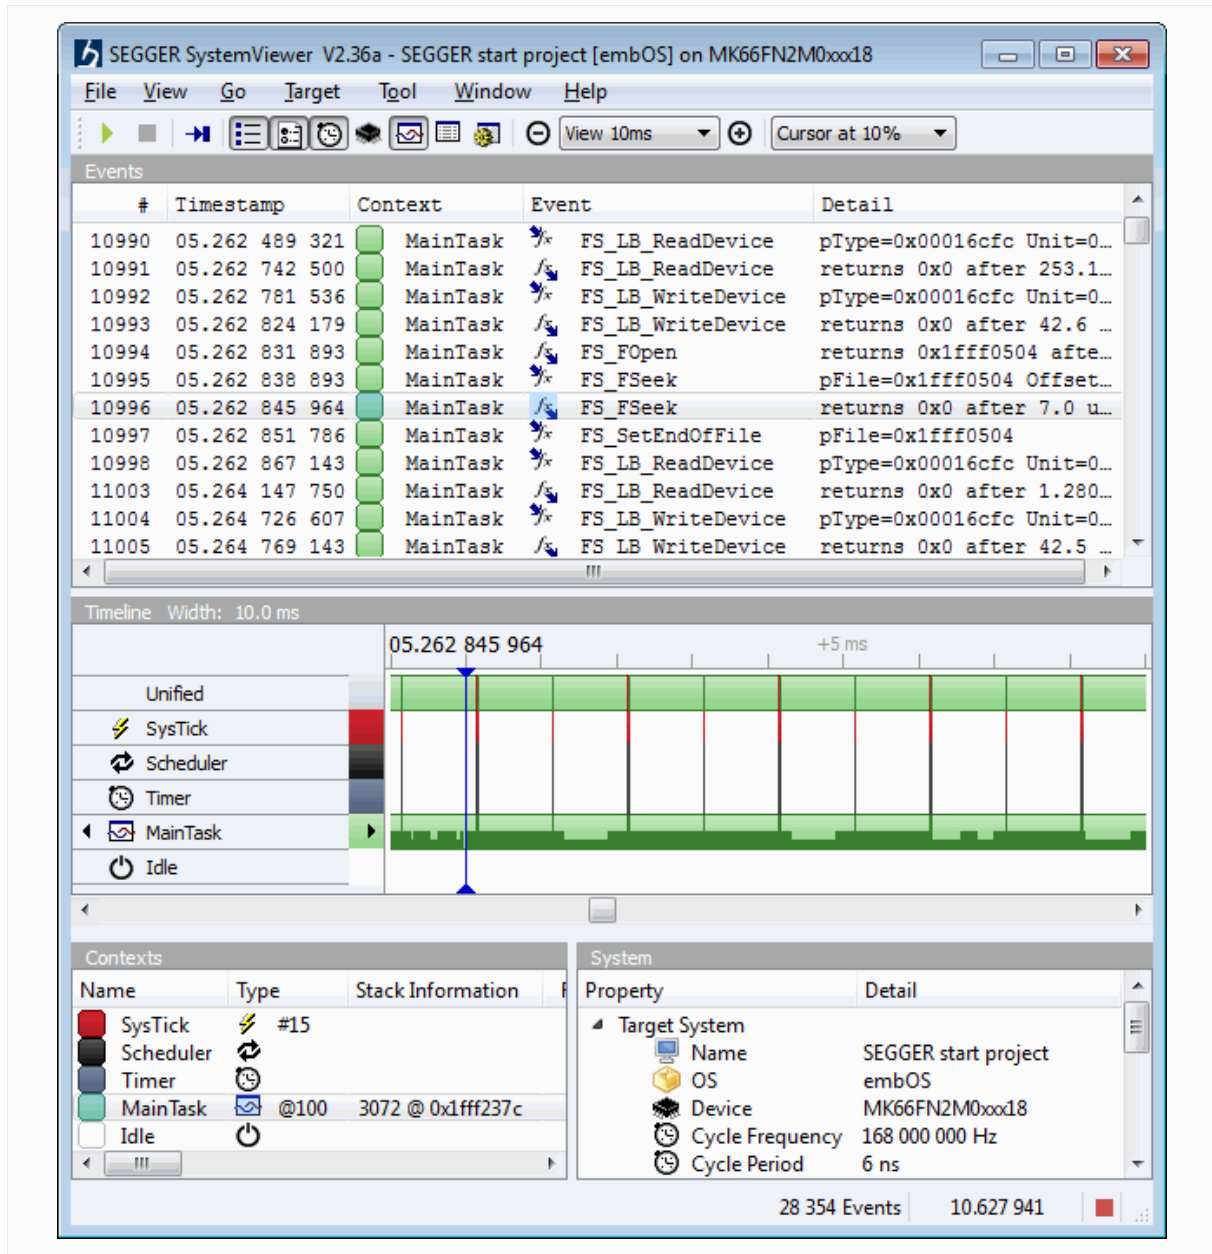 SEGGER SystemViewer V2.36a - SEGGER start project [embOS] on MK66FN2M0xxx18
File View Go Target Tool Window Help
View 10ms Cursor at 10%
Events
# Timestamp Context Event Detail
10990 05.262 489 321 MainTask FS_LB_ReadDevice pType=0x00016cfc Unit=0...
10991 05.262 742 500 MainTask FS_LB_ReadDevice returns 0x0 after 253.1...
10992 05.262 781 536 MainTask FS_LB_WriteDevice pType=0x00016cfc Unit=0...
10993 05.262 824 179 MainTask FS_LB_WriteDevice returns 0x0 after 42.6 ...
10994 05.262 831 893 MainTask FS_FOpen returns 0x1fff0504 afte...
10995 05.262 838 893 MainTask FS_FSeek pFile=0x1fff0504 Offset...
10996 05.262 845 964 MainTask FS_FSeek returns 0x0 after 7.0 u...
10997 05.262 851 786 MainTask FS_SetEndOfFile pFile=0x1fff0504
10998 05.262 867 143 MainTask FS_LB_ReadDevice pType=0x00016cfc Unit=0...
11003 05.264 147 750 MainTask FS_LB_ReadDevice returns 0x0 after 1.280...
11004 05.264 726 607 MainTask FS_LB_WriteDevice pType=0x00016cfc Unit=0...
11005 05.264 769 143 MainTask FS_LB_WriteDevice returns 0x0 after 42.5 ...
Timeline Width: 10.0 ms
05.262 845 964 +5 ms
Unified
SysTick
Scheduler
Timer
MainTask
Idle
Contexts
Name Type Stack Information
SysTick #15
Scheduler
Timer
MainTask @100 3072 @ 0x1fff237c
Idle
System
Property Detail
Target System
Name SEGGER start project
OS embOS
Device MK66FN2M0xxx18
Cycle Frequency 168 000 000 Hz
Cycle Period 6 ns
28 354 Events 10.627 941